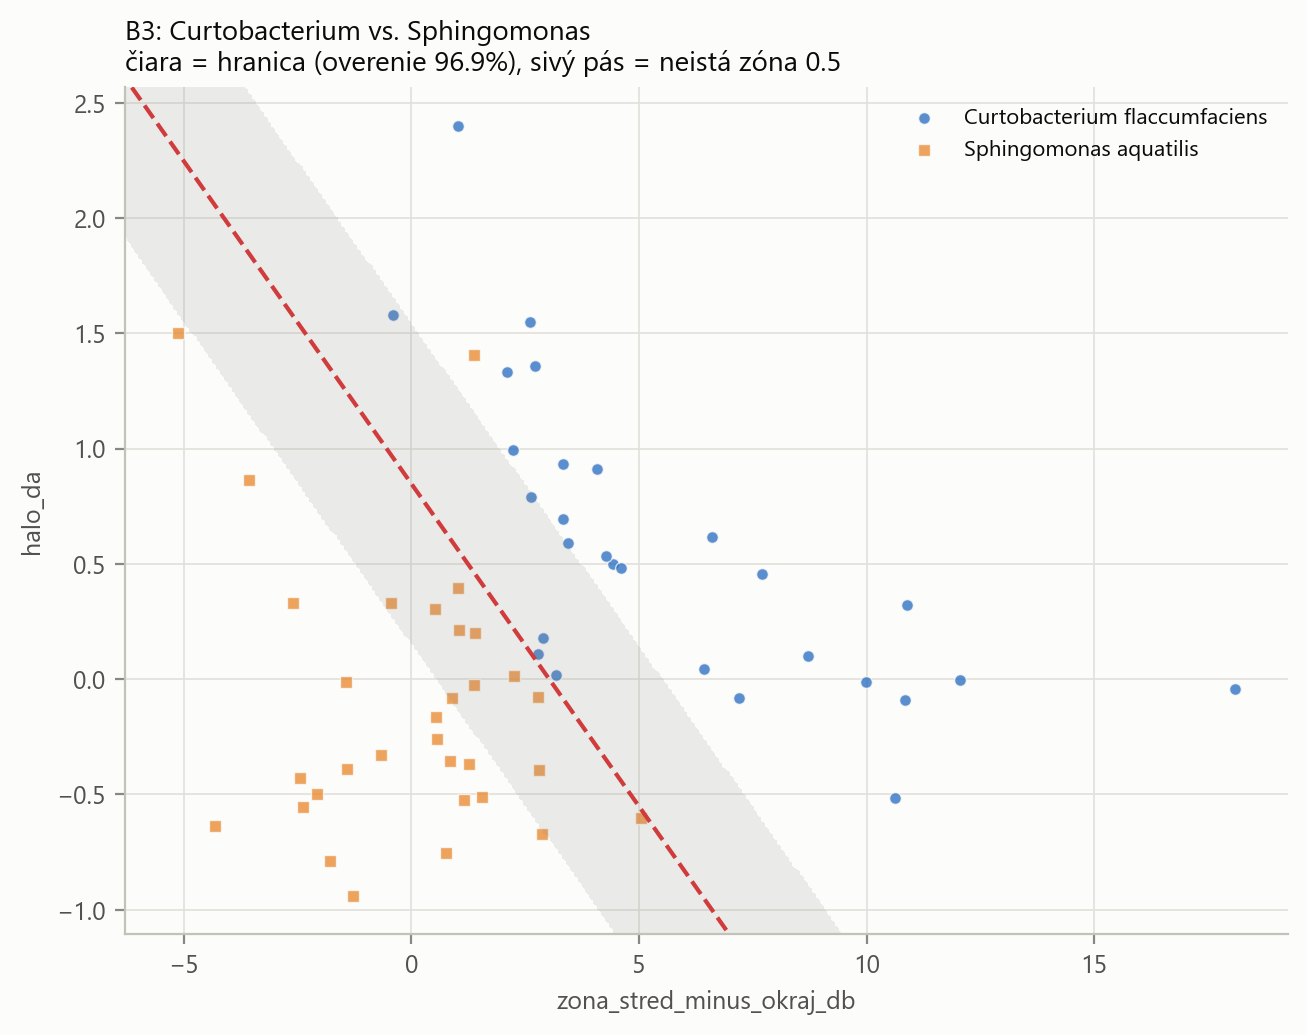 B3: Curtobacterium vs. Sphingomonas
čiara = hranica (overenie 96.9%), sivý pás = neistá zóna 0.5
Curtobacterium flaccumfaciens
Sphingomonas aquatilis
2.5
2.0
1.5
1.0
0.5
0.0
−0.5
−1.0
halo_da
−5
0
5
10
15
zona_stred_minus_okraj_db